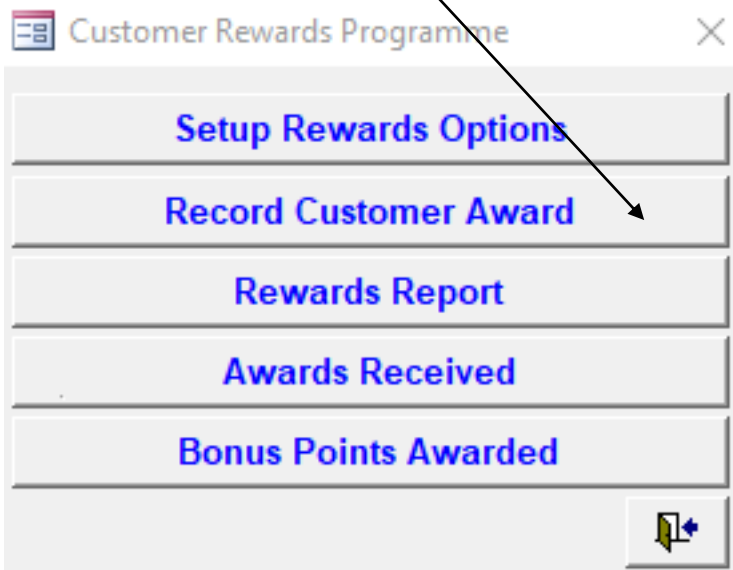 Customer Rewards Programme
Setup Rewards Options
Record Customer Award
Rewards Report
Awards Received
Bonus Points Awarded